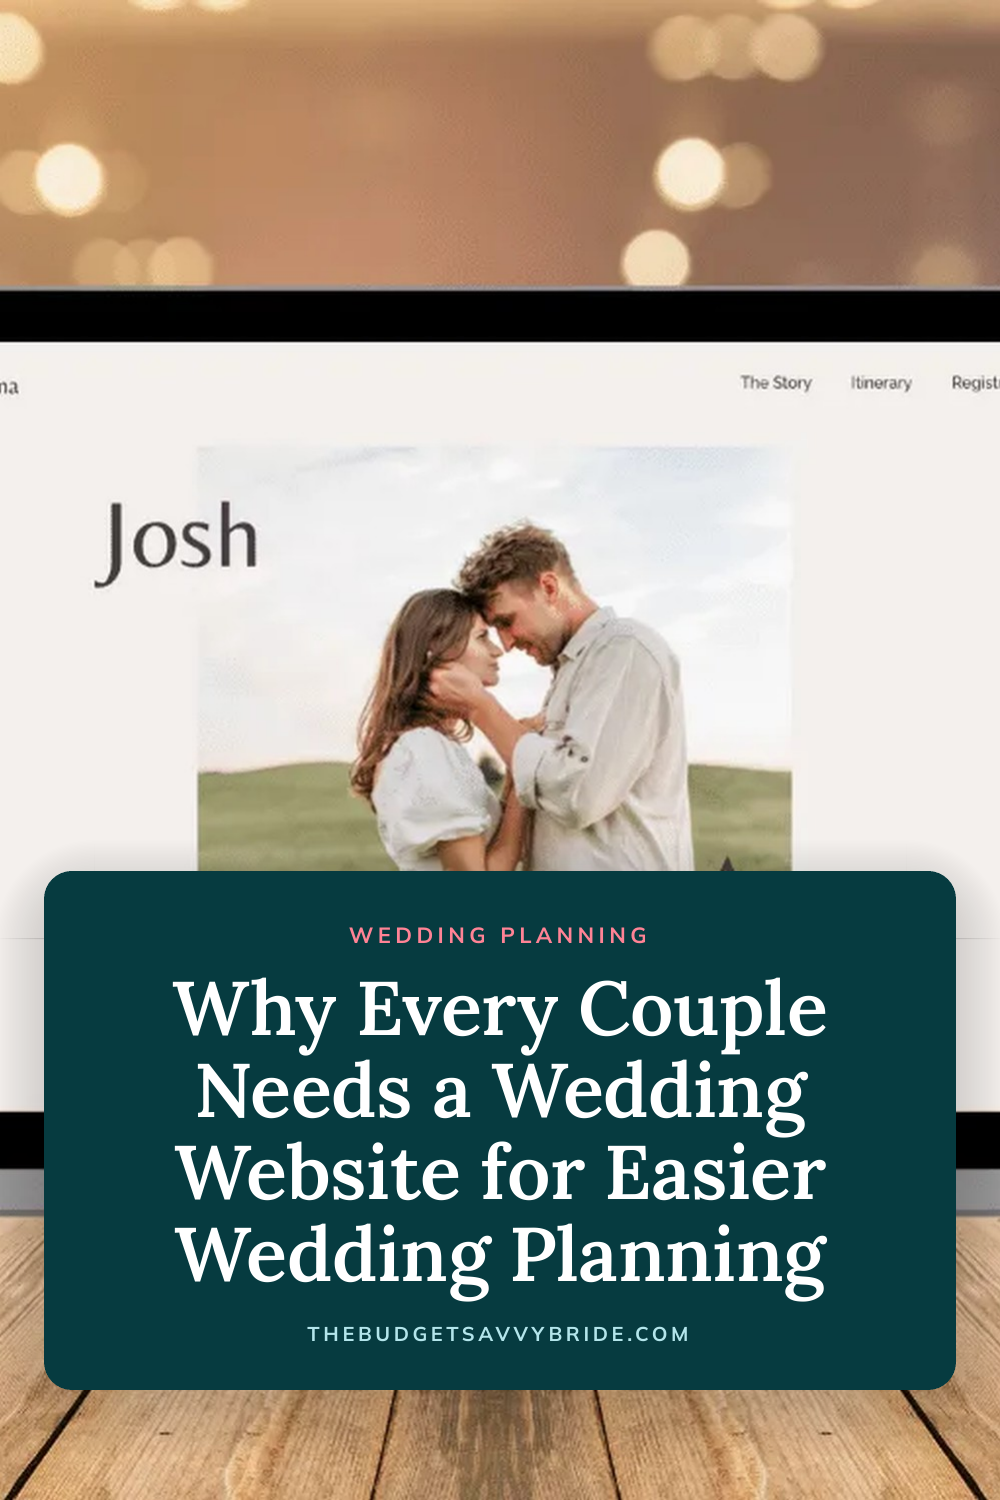 The Story Itinerary
Josh
WEDDING PLANNING
Why Every Couple
Needs a Wedding
Website for Easier
Wedding Planning
THEBUDGETSAVVYBRIDE.COM